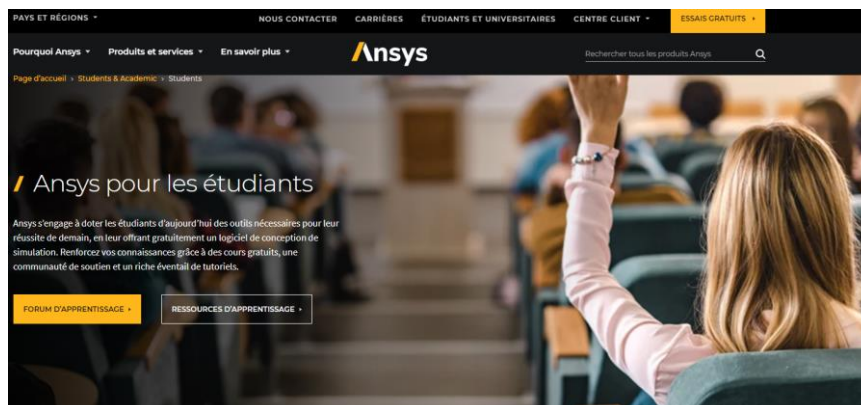 PAYS ET RÉGIONS
NOUS CONTACTER CARRIÈRES ÉTUDIANTS ET UNIVERSITAIRES CENTRE CLIENT ESSAIS GRATUITS
Pourquoi Ansys Produits et services En savoir plus
Ansys
Rechercher tous les produits Ansys
Page d'accueil › Students & Academic › Students
Ansys pour les étudiants
Ansys s'engage à doter les étudiants d'aujourd'hui des outils nécessaires pour leur
réussite de demain, en leur offrant gratuitement un logiciel de conception de
simulation. Renforcez vos connaissances grâce à des cours gratuits, une
communauté de soutien et un riche éventail de tutoriels.
FORUM D'APPRENTISSAGE ›
RESSOURCES D'APPRENTISSAGE ›